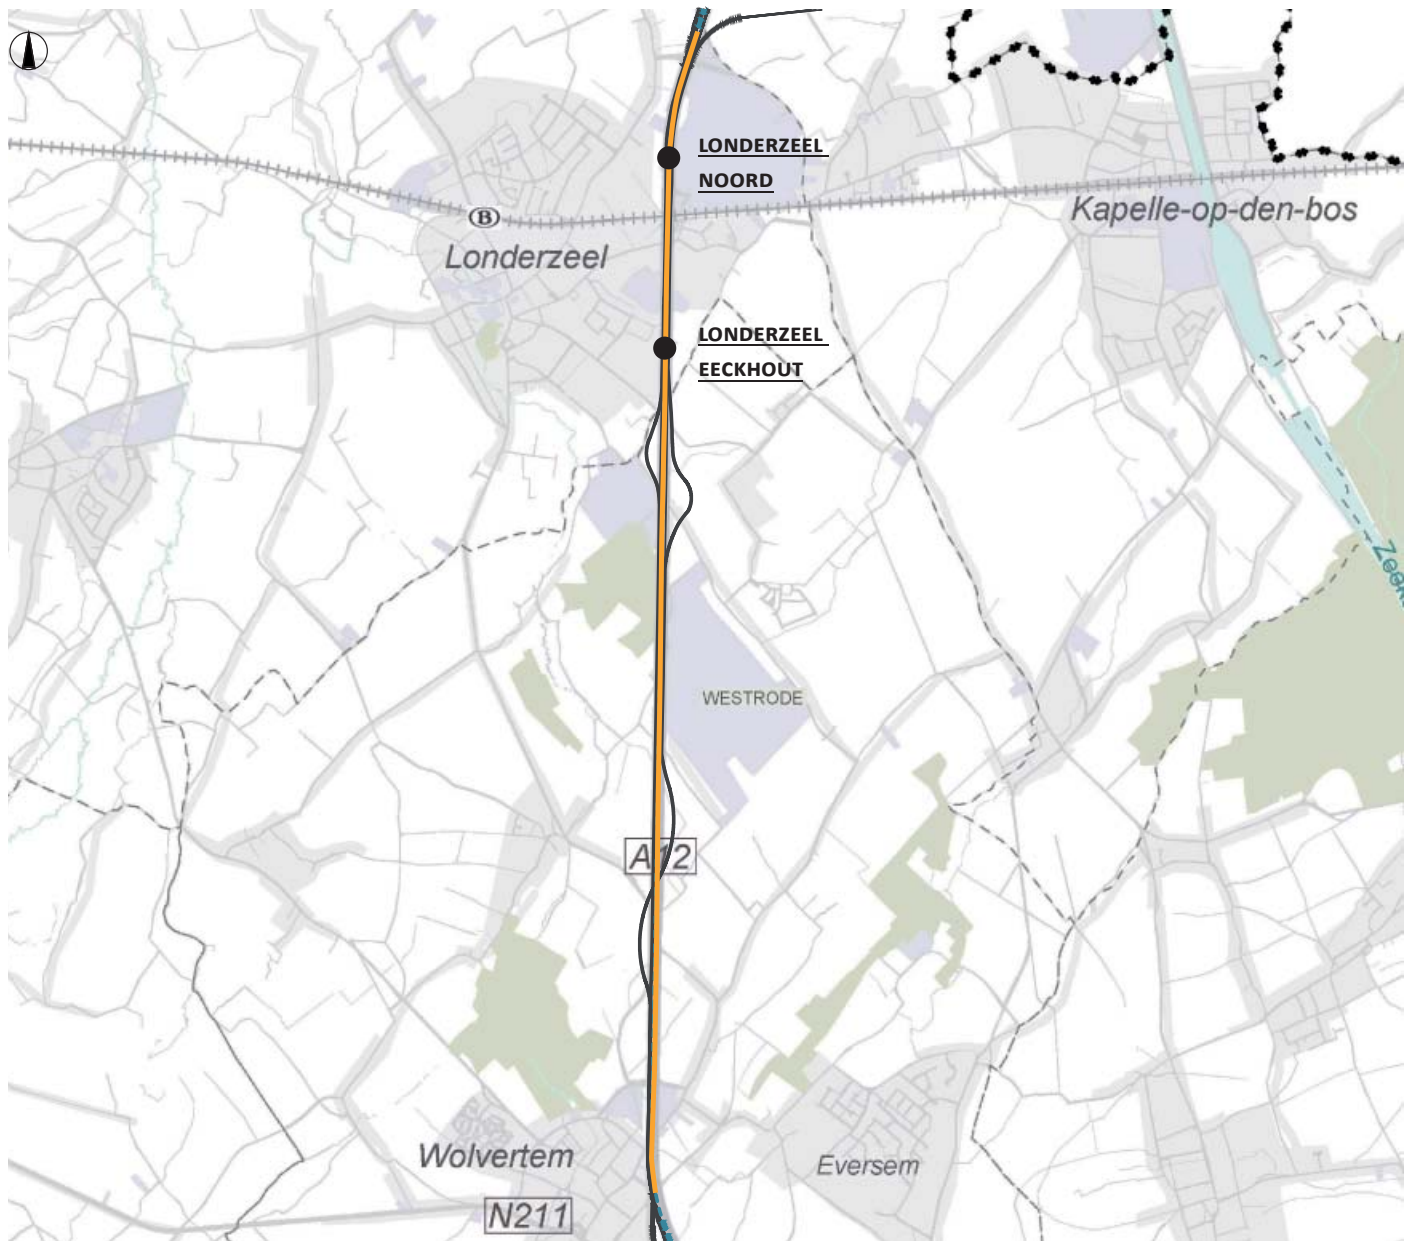 LONDERZEEL
NOORD
B
Kapelle-op-den-bos
Londerzeel
LONDERZEEL
EECKHOUT
WESTRODE
A12
Wolvertem
Eversem
N211